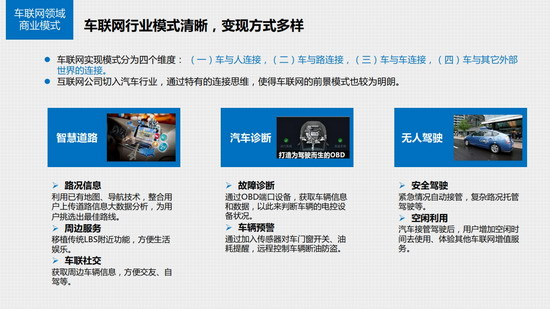 车联网领域
商业模式
车联网行业模式清晰，变现方式多样
车联网实现模式分为四个维度：（一）车与人连接，（二）车与路连接，（三）车与车连接，（四）车与其它外部
世界的连接。
互联网公司切入汽车行业，通过特有的连接思维，使得车联网的前景模式也较为明朗。
智慧道路
汽车诊断
打造为驾驶而生的OBD
无人驾驶
路况信息
利用已有地图、导航技术，整合用
户上传道路信息大数据分析，为用
户挑选出最佳路线。
周边服务
移植传统LBS附近功能，方便生活
娱乐。
车联社交
获取周边车辆信息，方便交友、自
驾等。
故障诊断
通过OBD端口设备，获取车辆信息
和数据，以此来判断车辆的电控设
备状况。
车辆预警
通过加入传感器对车门窗开关、油
耗提醒，远程控制车辆断油防盗。
安全驾驶
紧急情况自动接管，复杂路况托管
驾驶等。
空闲利用
汽车接管驾驶后，用户增加空闲时
间去使用、体验其他车联网增值服
务。